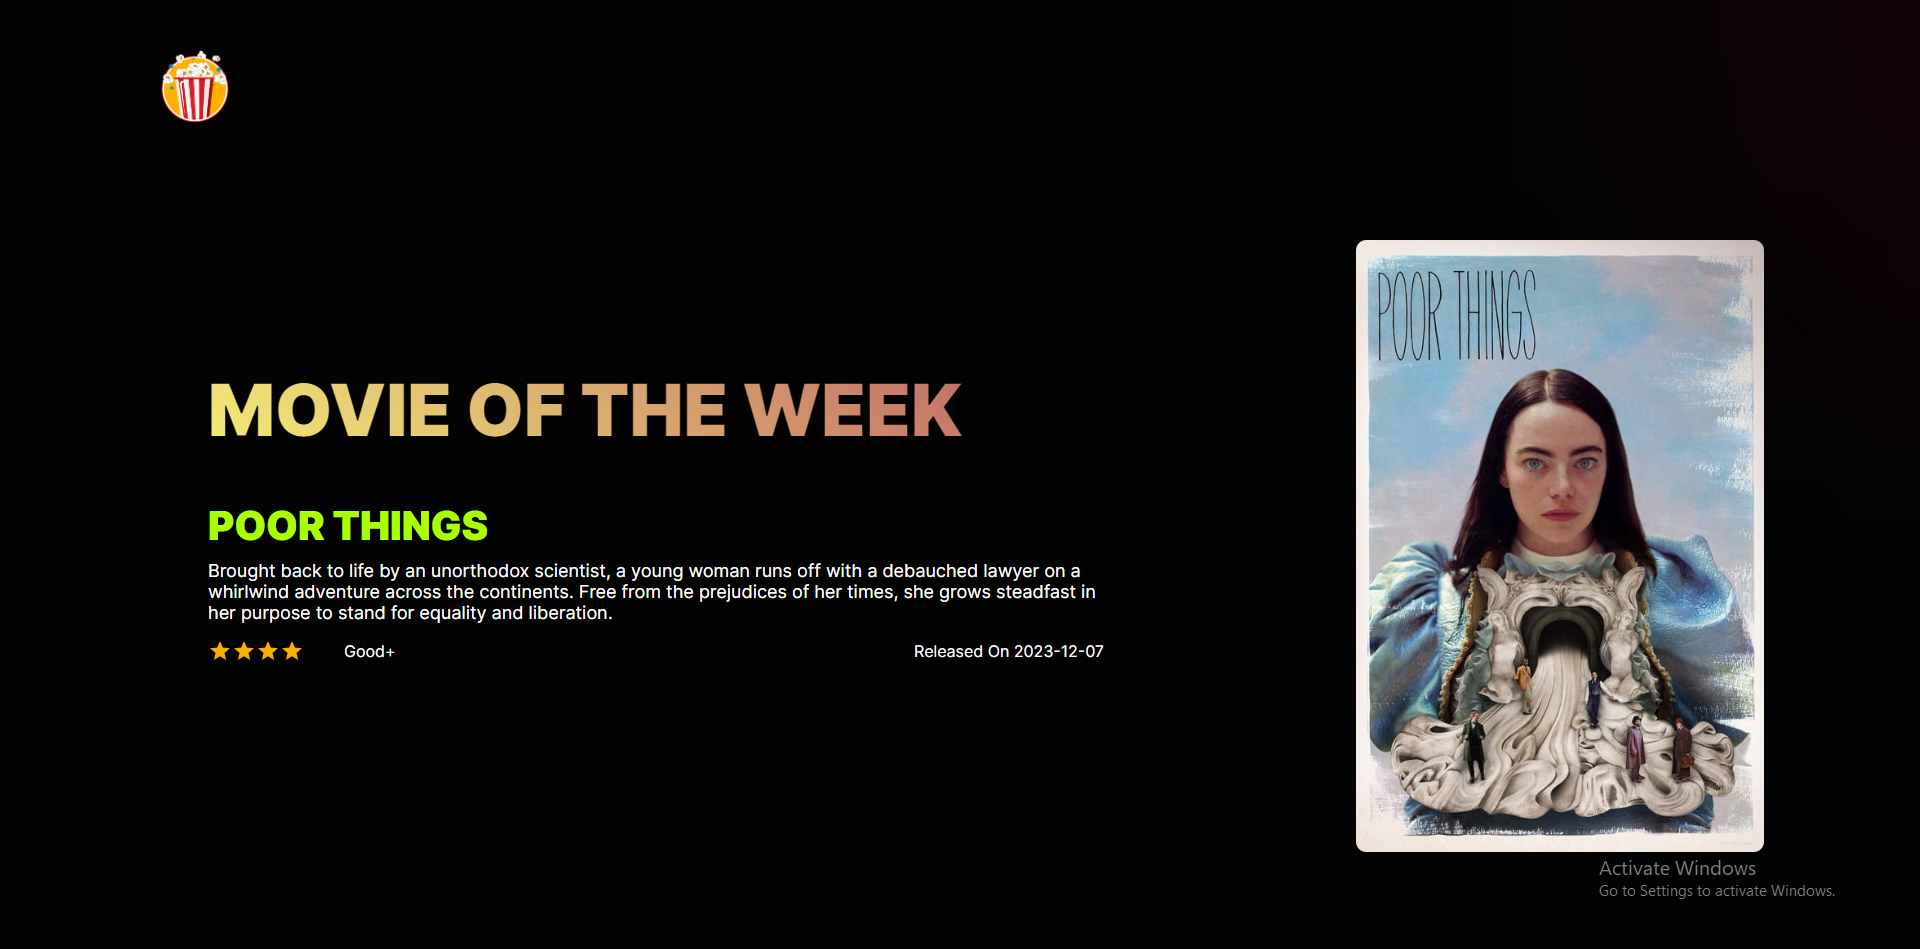 MOVIE OF THE WEEK
POOR THINGS
Brought back to life by an unorthodox scientist, a young woman runs off with a debauched lawyer on a
whirlwind adventure across the continents. Free from the prejudices of her times, she grows steadfast in
her purpose to stand for equality and liberation.
Good+
Released On 2023-12-07
POOR THINGS
Activate Windows
Go to Settings to activate Windows.